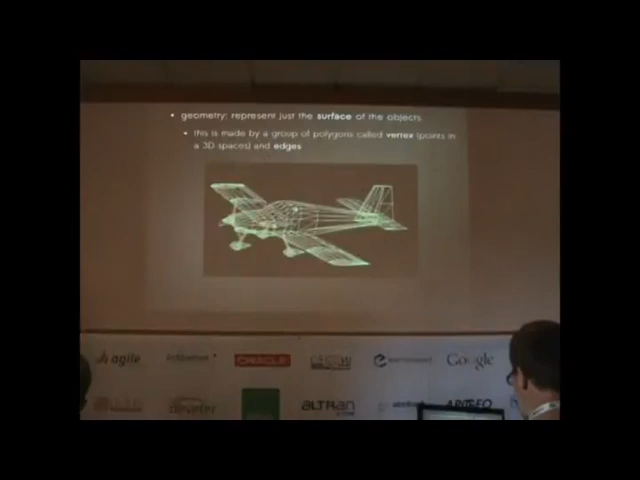 geometry: represent just the surface of the objects
this is made by a group of polygons called vertex (points in
a 3D spaces) and edges
agile
ORACLE
Google
ALTRAN